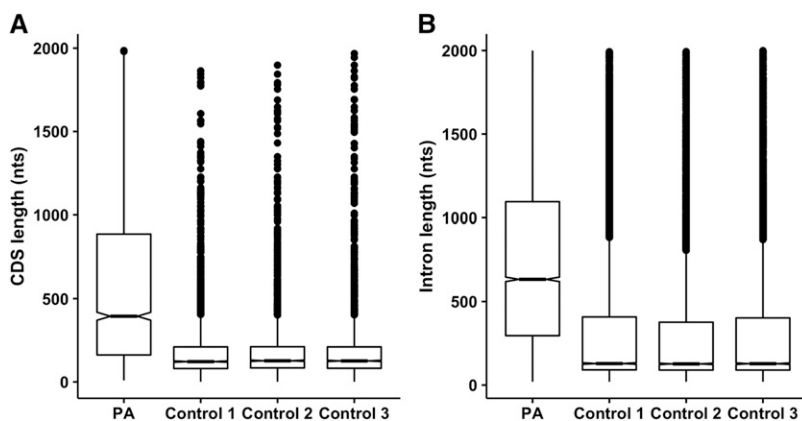 A
CDS length (nts)
2000
1500
1000
500
0
PA Control 1 Control 2 Control 3
B
Intron length (nts)
2000
1500
1000
500
0
PA Control 1 Control 2 Control 3